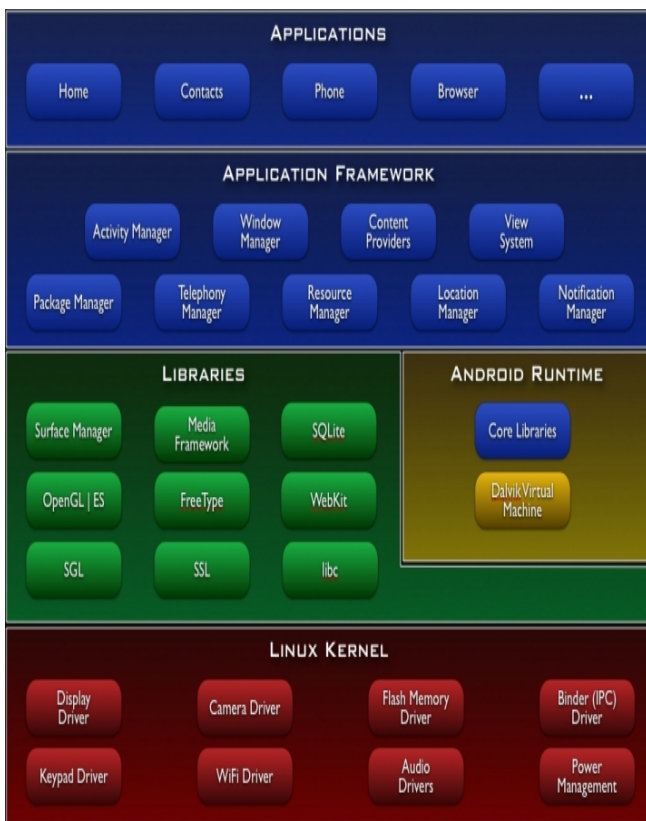 APPLICATIONS
Home
Contacts
Phone
Browser
...
APPLICATION FRAMEWORK
Activity Manager
Window
Manager
Content
Providers
View
System
Package Manager
Telephony
Manager
Resource
Manager
Location
Manager
Notification
Manager
LIBRARIES
Surface Manager
Media
Framework
SQLite
OpenGL | ES
FreeType
WebKit
SGL
SSL
libc
ANDROID RUNTIME
Core Libraries
Dalvik Virtual
Machine
LINUX KERNEL
Display
Driver
Camera Driver
Flash Memory
Driver
Binder (IPC)
Driver
Keypad Driver
WiFi Driver
Audio
Drivers
Power
Management